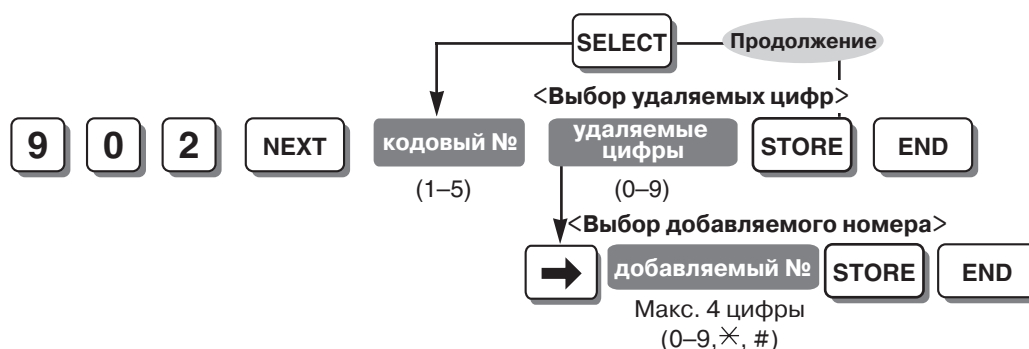 SELECT Продолжение
<Выбор удаляемых цифр>
9 0 2 NEXT кодовый № удаляемые цифры STORE END
(1–5) (0–9)
<Выбор добавляемого номера>
➡ добавляемый № STORE END
Макс. 4 цифры
(0–9,✳, #)